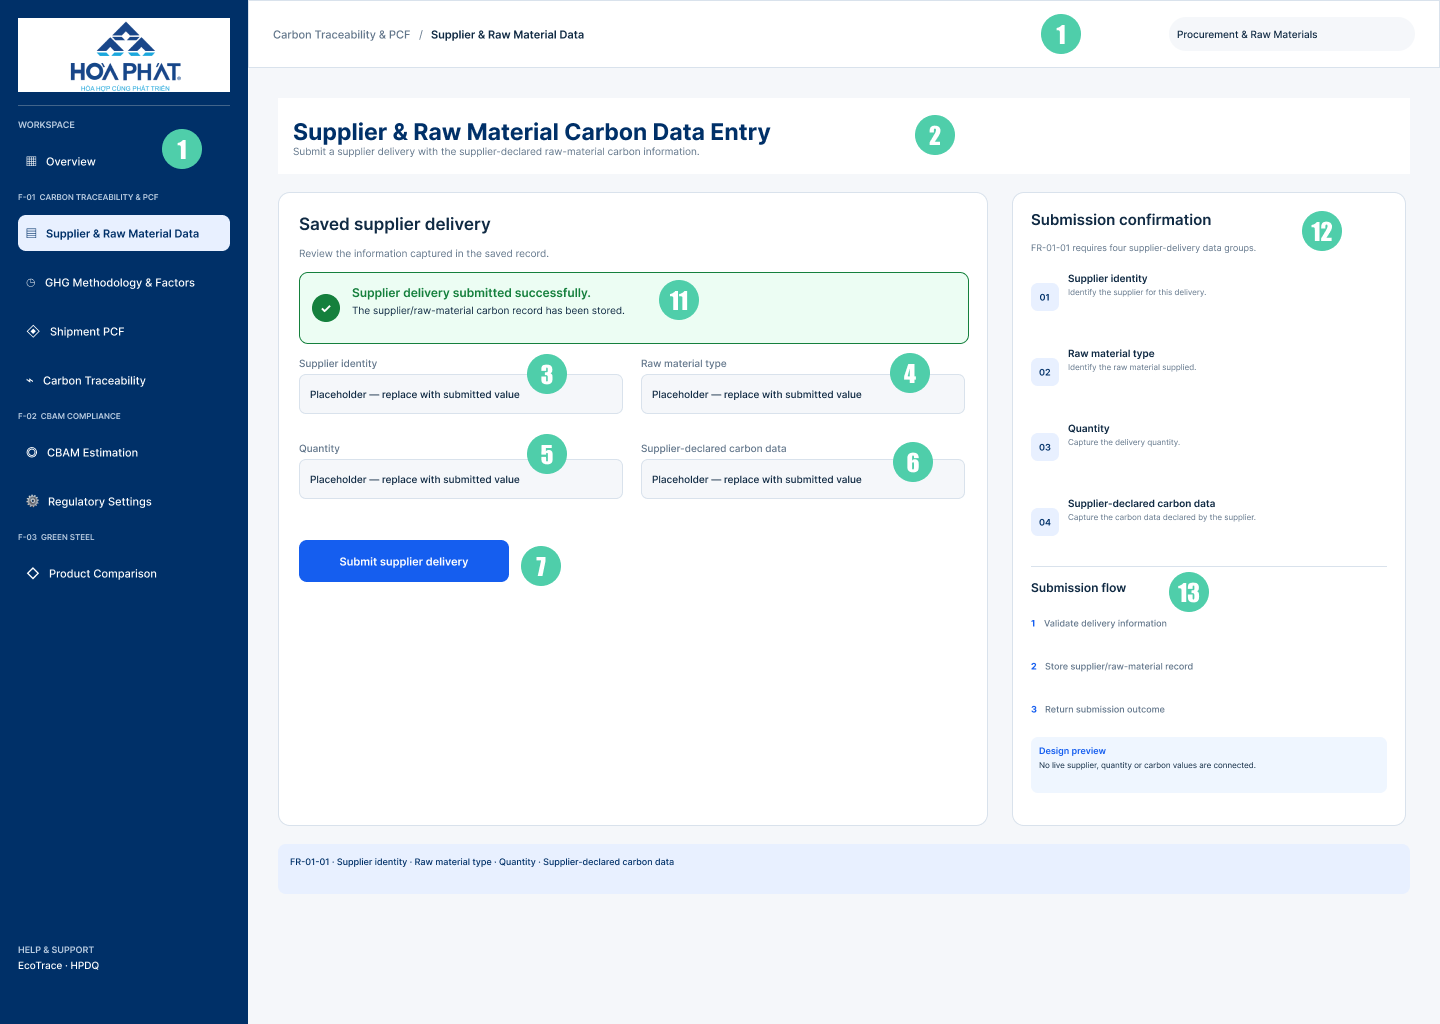 HÒA PHÁT
HÒA HỢP CÙNG PHÁT TRIỂN
WORKSPACE
1
Overview
F-01 CARBON TRACEABILITY & PCF
Supplier & Raw Material Data
GHG Methodology & Factors
Shipment PCF
Carbon Traceability
F-02 CBAM COMPLIANCE
CBAM Estimation
Regulatory Settings
F-03 GREEN STEEL
Product Comparison
HELP & SUPPORT
EcoTrace · HPDQ
Carbon Traceability & PCF / Supplier & Raw Material Data
1
Procurement & Raw Materials
Supplier & Raw Material Carbon Data Entry
2
Submit a supplier delivery with the supplier-declared raw-material carbon information.
Saved supplier delivery
Review the information captured in the saved record.
Supplier delivery submitted successfully.
11
The supplier/raw-material carbon record has been stored.
Supplier identity
3
Placeholder — replace with submitted value
Raw material type
4
Placeholder — replace with submitted value
Quantity
5
Placeholder — replace with submitted value
Supplier-declared carbon data
6
Placeholder — replace with submitted value
Submit supplier delivery
7
Submission confirmation
12
FR-01-01 requires four supplier-delivery data groups.
01
Supplier identity
Identify the supplier for this delivery.
02
Raw material type
Identify the raw material supplied.
03
Quantity
Capture the delivery quantity.
04
Supplier-declared carbon data
Capture the carbon data declared by the supplier.
Submission flow
13
1 Validate delivery information
2 Store supplier/raw-material record
3 Return submission outcome
Design preview
No live supplier, quantity or carbon values are connected.
FR-01-01 · Supplier identity · Raw material type · Quantity · Supplier-declared carbon data